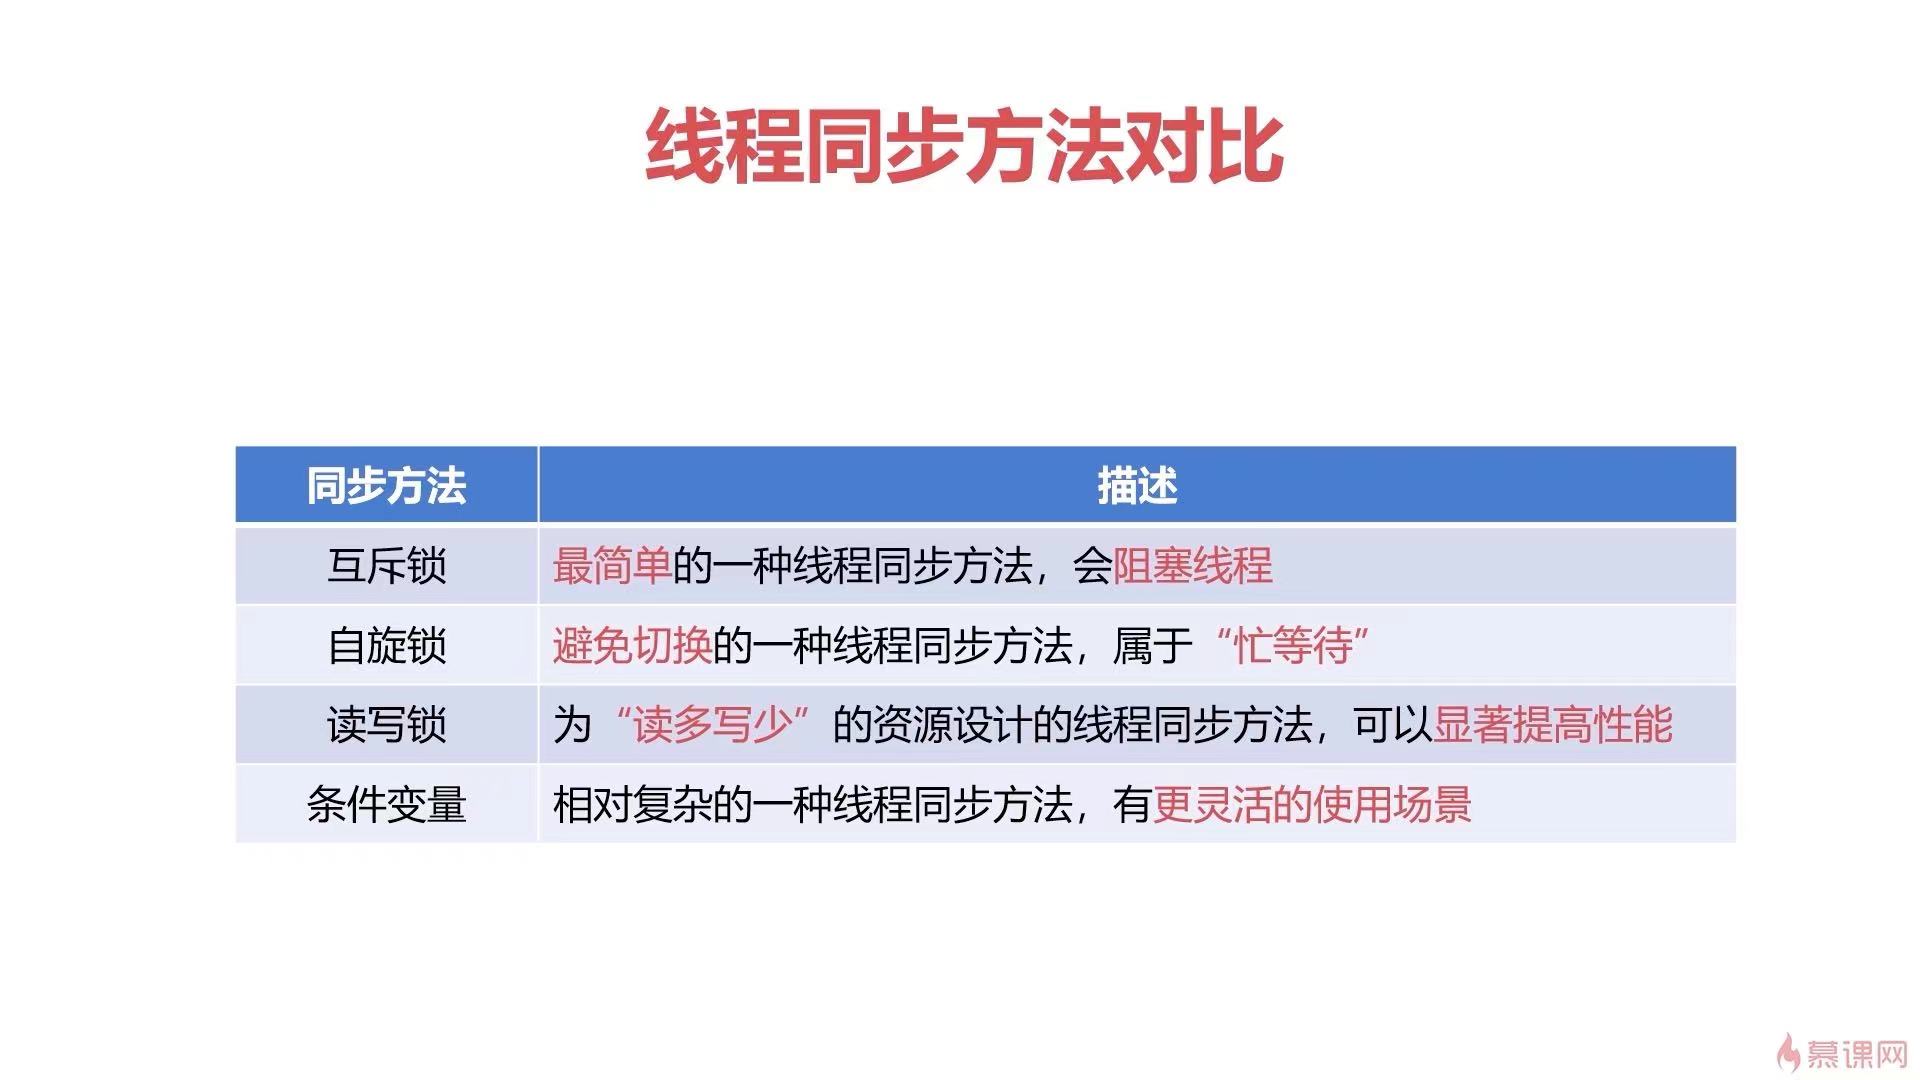 线程同步方法对比
同步方法 描述
互斥锁 最简单的一种线程同步方法，会阻塞线程
自旋锁 避免切换的一种线程同步方法，属于“忙等待”
读写锁 为“读多写少”的资源设计的线程同步方法，可以显著提高性能
条件变量 相对复杂的一种线程同步方法，有更灵活的使用场景
慕课网